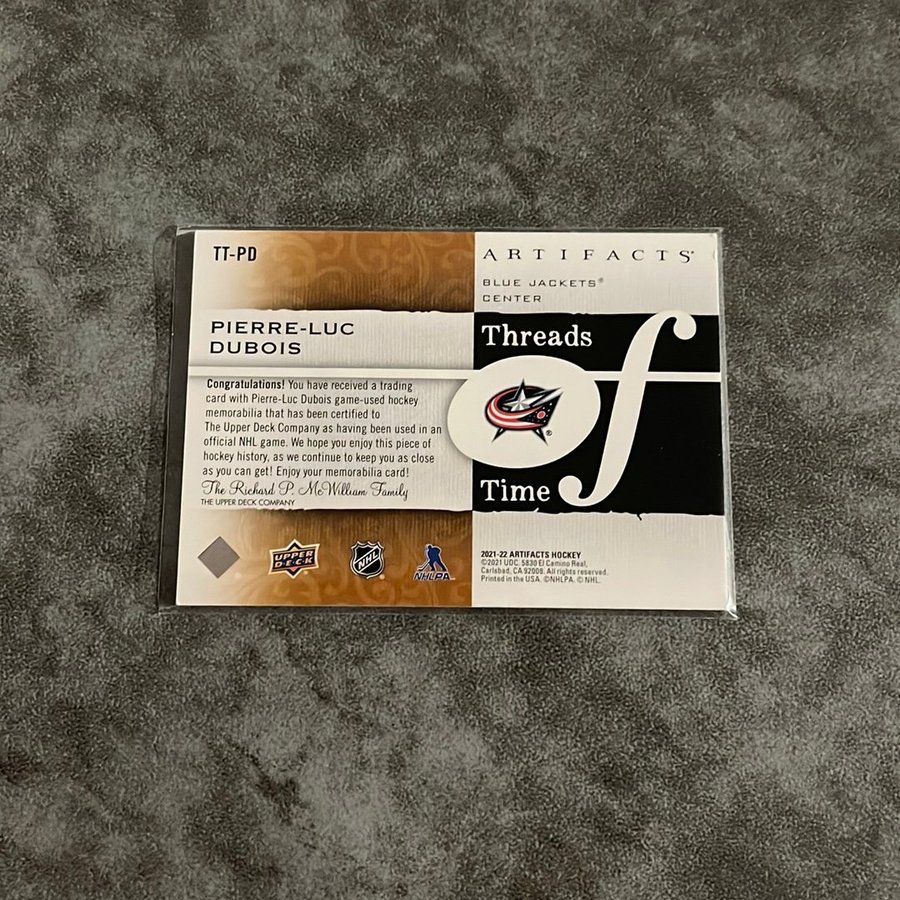 TT-PD
PIERRE-LUC
DUBOIS
Congratulations! You have received a trading
card with Pierre-Luc Dubois game-used hockey
memorabilia that has been certified to
The Upper Deck Company as having been used in an
official NHL game. We hope you enjoy this piece of
hockey history, as we continue to keep you as close
as you can get! Enjoy your memorabilia card!
The Richard P. McWilliam Family
THE UPPER DECK COMPANY
UPPER
DECK
NHL
NHLPA
ARTIFACTS®
BLUE JACKETS®
CENTER
Threads
of
Time
®
2021-22 ARTIFACTS HOCKEY
©2021 UDC. 5830 El Camino Real,
Carlsbad, CA 92008. All rights reserved.
Printed in the USA. ©NHLPA. © NHL.